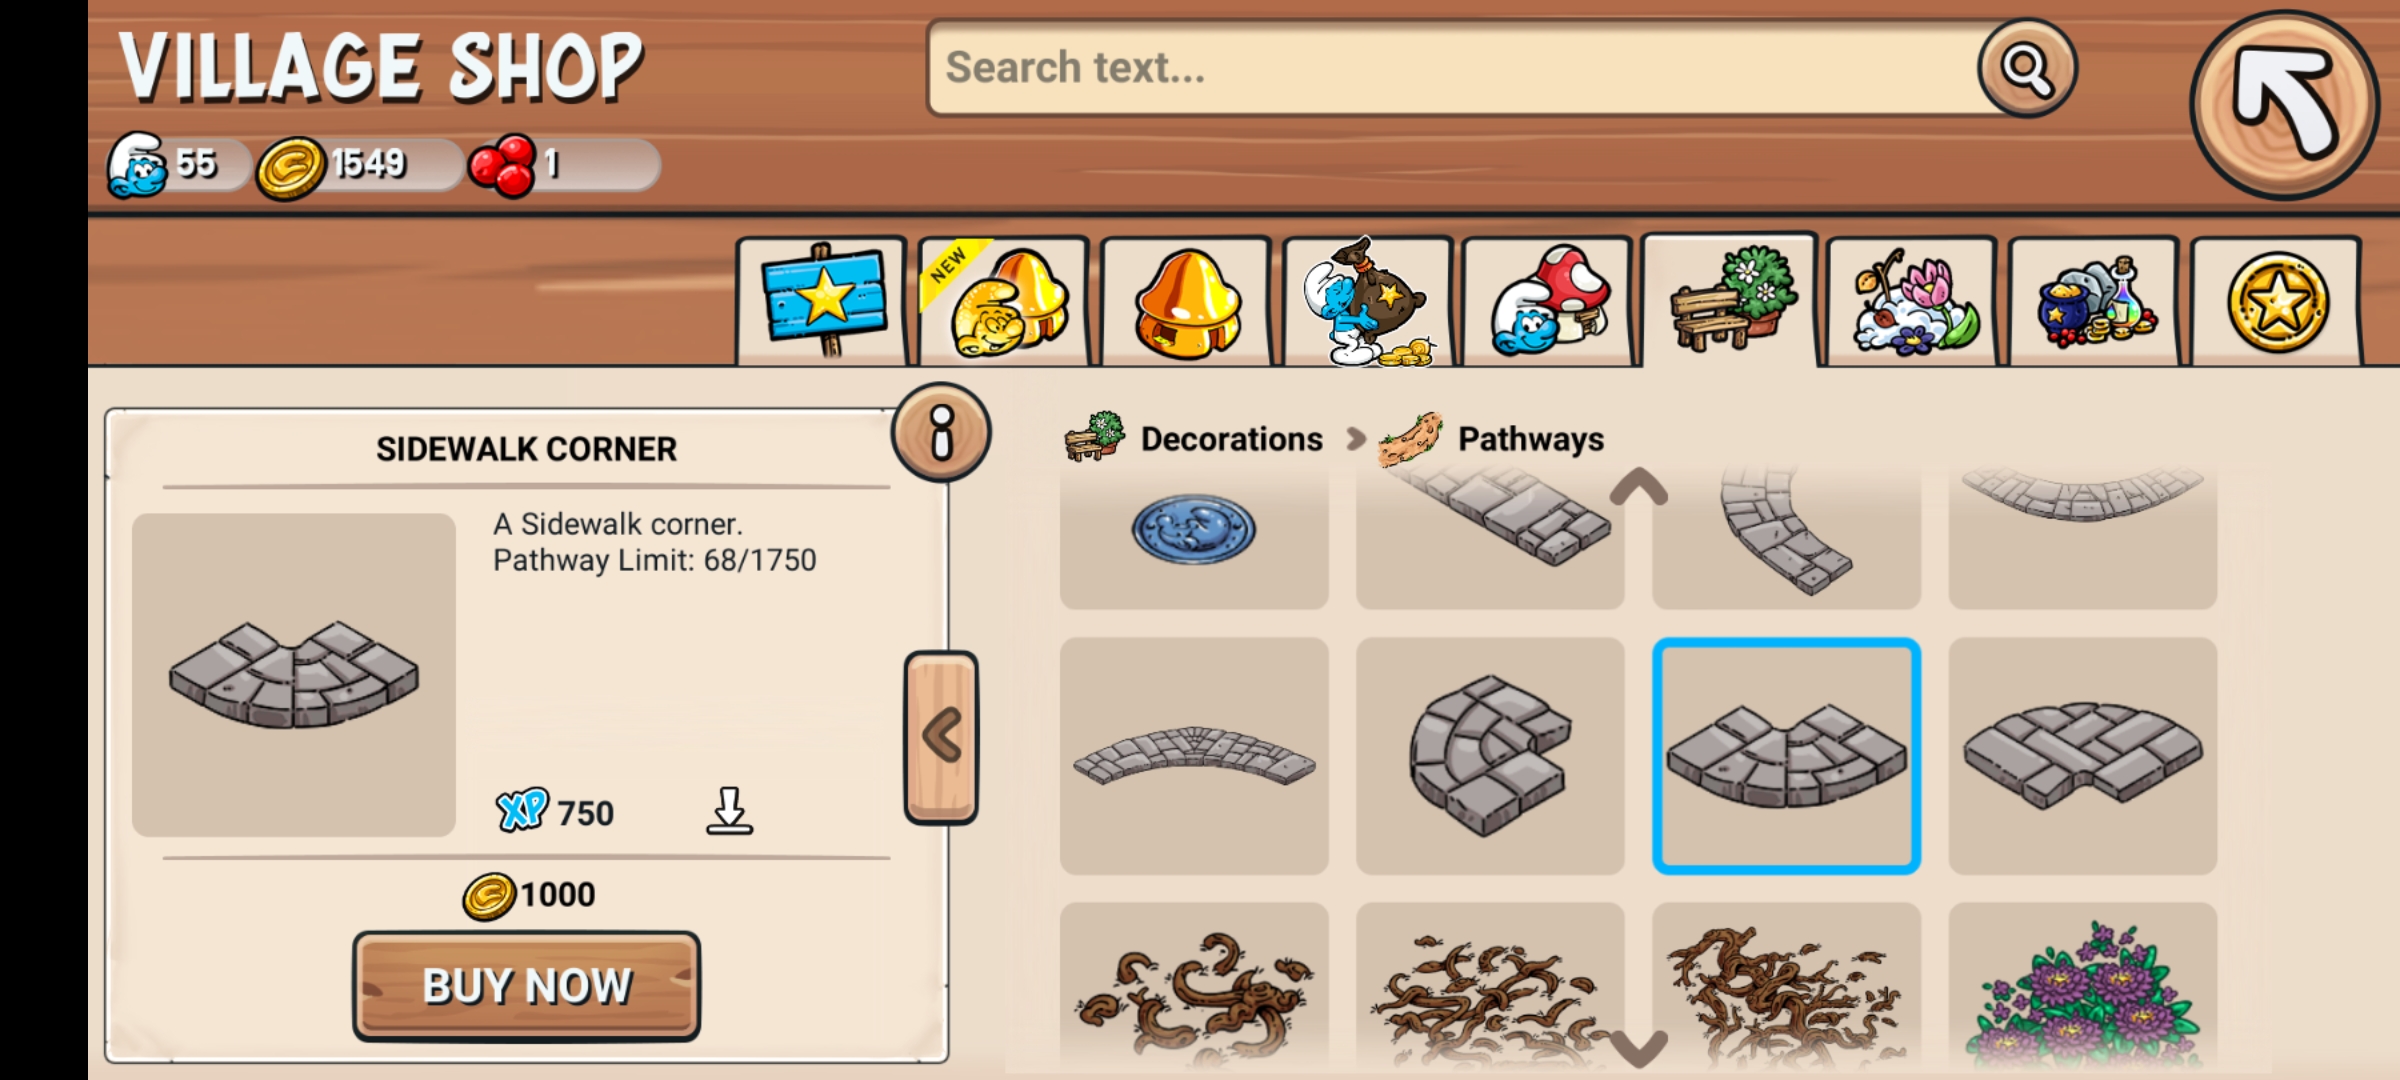 VILLAGE SHOP
Search text...
55
1549
1
NEW
SIDEWALK CORNER
A Sidewalk corner.
Pathway Limit: 68/1750
XP 750
1000
BUY NOW
Decorations
Pathways